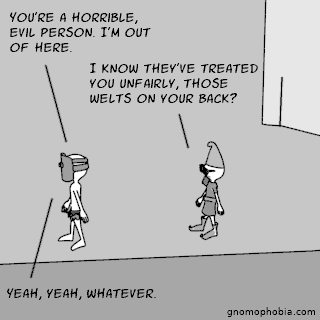 YOU'RE A HORRIBLE,
EVIL PERSON. I'M OUT
OF HERE.
I KNOW THEY'VE TREATED
YOU UNFAIRLY, THOSE
WELTS ON YOUR BACK?
YEAH, YEAH, WHATEVER.
gnomophobia.com